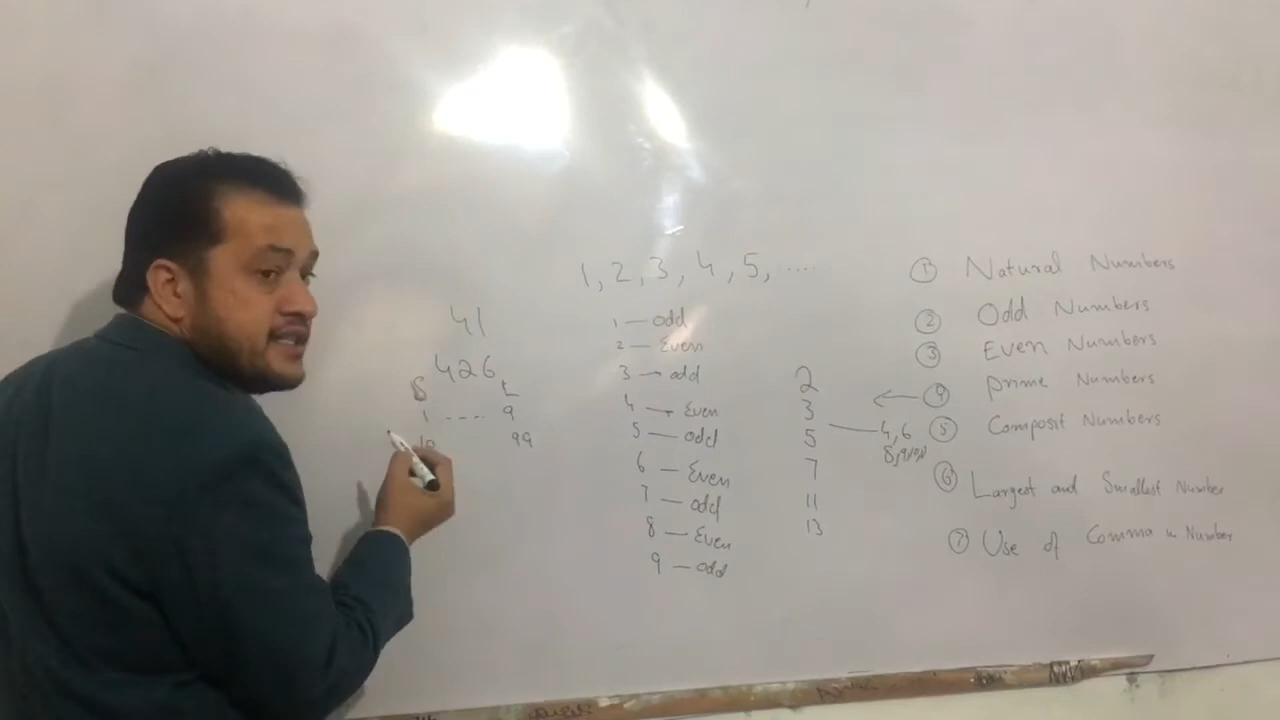 41
426
S L
1 ---- 9
10 99
1, 2, 3, 4, 5, ....
1 — odd
2 — Even
3 — odd
4 — Even
5 — odd
6 — Even
7 — odd
8 — Even
9 — odd
2
3
5
7
11
13
4, 6
8, 9
① Natural Numbers
② Odd Numbers
③ Even Numbers
④ Prime Numbers
⑤ Composit Numbers
⑥ Largest and Smallest Number
⑦ Use of Comma in Number